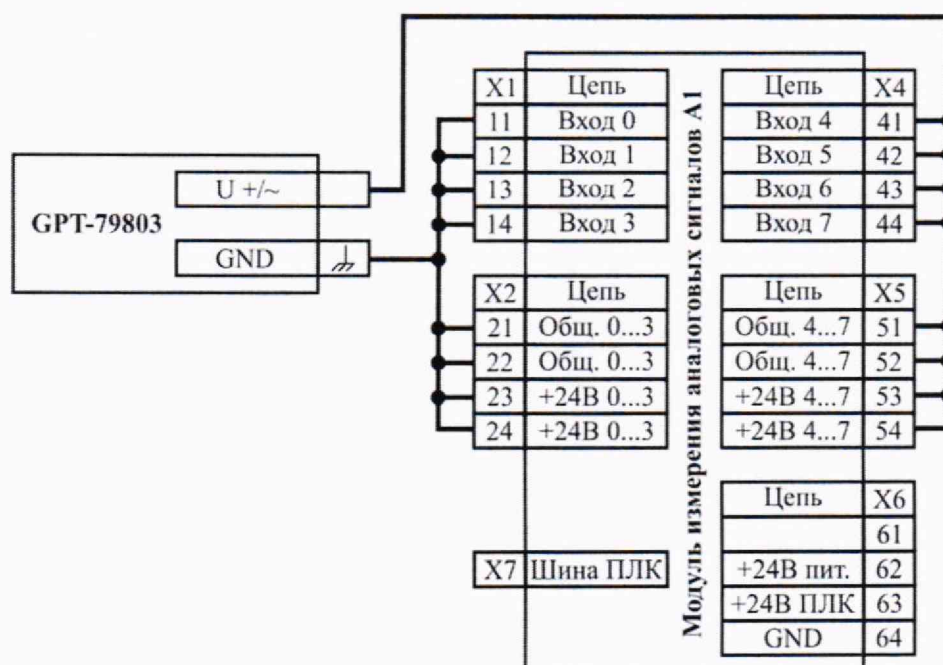 GPT-79803
U +/~
GND
X1 Цепь
11 Вход 0
12 Вход 1
13 Вход 2
14 Вход 3
X2 Цепь
21 Общ. 0...3
22 Общ. 0...3
23 +24В 0...3
24 +24В 0...3
X7 Шина ПЛК
Модуль измерения аналоговых сигналов А1
Цепь X4
Вход 4 41
Вход 5 42
Вход 6 43
Вход 7 44
Цепь X5
Общ. 4...7 51
Общ. 4...7 52
+24В 4...7 53
+24В 4...7 54
Цепь X6
61
+24В пит. 62
+24В ПЛК 63
GND 64